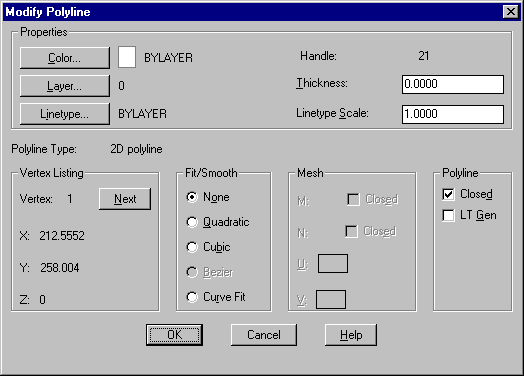 Modify Polyline
Properties
Color... BYLAYER Handle: 21
Layer... 0 Thickness: 0.0000
Linetype... BYLAYER Linetype Scale: 1.0000
Polyline Type: 2D polyline
Vertex Listing Fit/Smooth Mesh Polyline
Vertex: 1 Next None M: Closed Closed
Quadratic LT Gen
X: 212.5552 N: Closed
Cubic
Y: 258.004 U:
Bezier
Z: 0 Curve Fit V:
OK Cancel Help